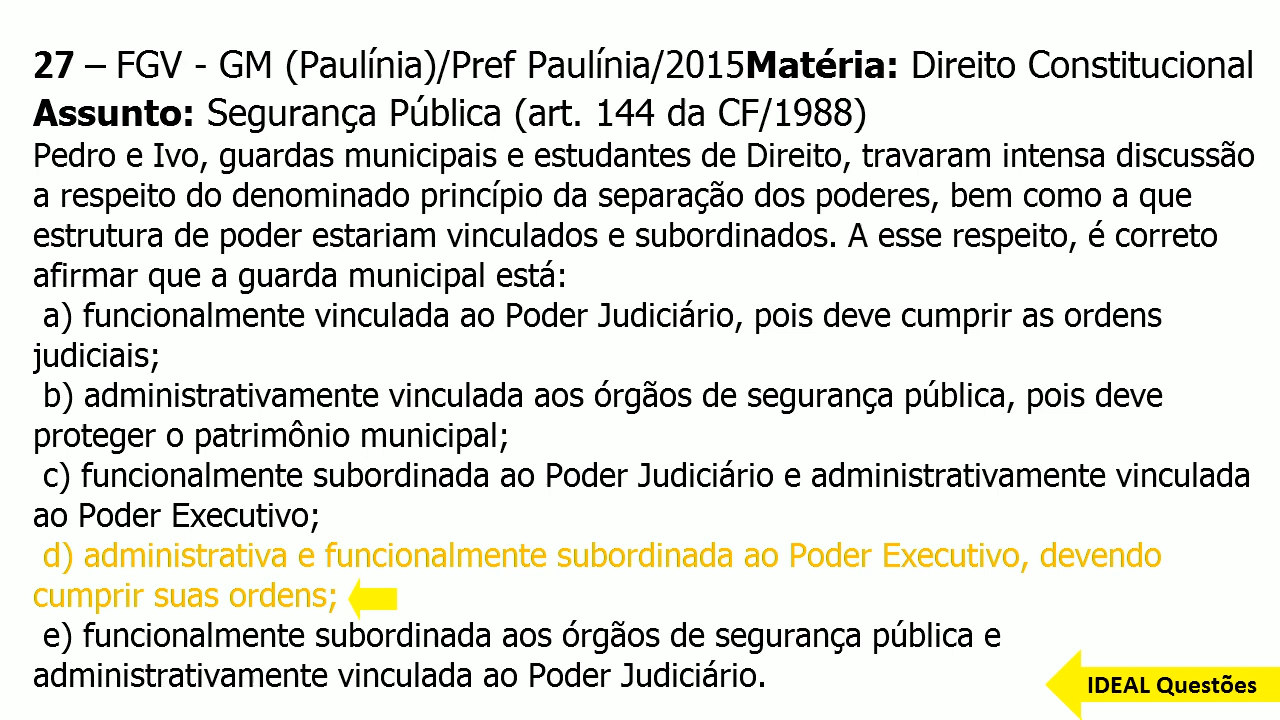 27 – FGV - GM (Paulínia)/Pref Paulínia/2015Matéria: Direito Constitucional
Assunto: Segurança Pública (art. 144 da CF/1988)
Pedro e Ivo, guardas municipais e estudantes de Direito, travaram intensa discussão
a respeito do denominado princípio da separação dos poderes, bem como a que
estrutura de poder estariam vinculados e subordinados. A esse respeito, é correto
afirmar que a guarda municipal está:
a) funcionalmente vinculada ao Poder Judiciário, pois deve cumprir as ordens
judiciais;
b) administrativamente vinculada aos órgãos de segurança pública, pois deve
proteger o patrimônio municipal;
c) funcionalmente subordinada ao Poder Judiciário e administrativamente vinculada
ao Poder Executivo;
d) administrativa e funcionalmente subordinada ao Poder Executivo, devendo
cumprir suas ordens;
e) funcionalmente subordinada aos órgãos de segurança pública e
administrativamente vinculada ao Poder Judiciário.
IDEAL Questões